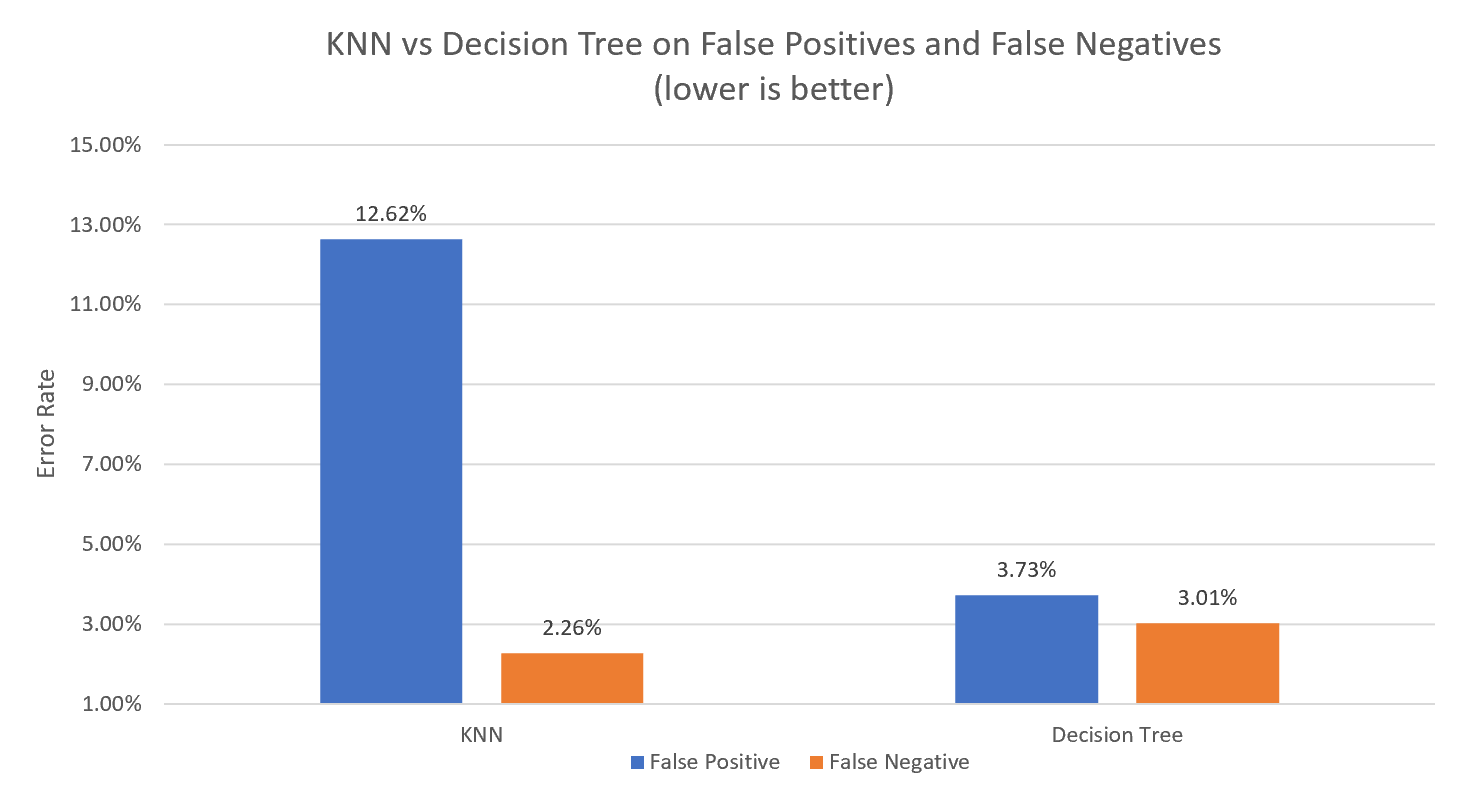 KNN vs Decision Tree on False Positives and False Negatives
(lower is better)
15.00%
13.00%
11.00%
9.00%
7.00%
5.00%
3.00%
1.00%
Error Rate
12.62%
2.26%
3.73%
3.01%
KNN
Decision Tree
False Positive
False Negative